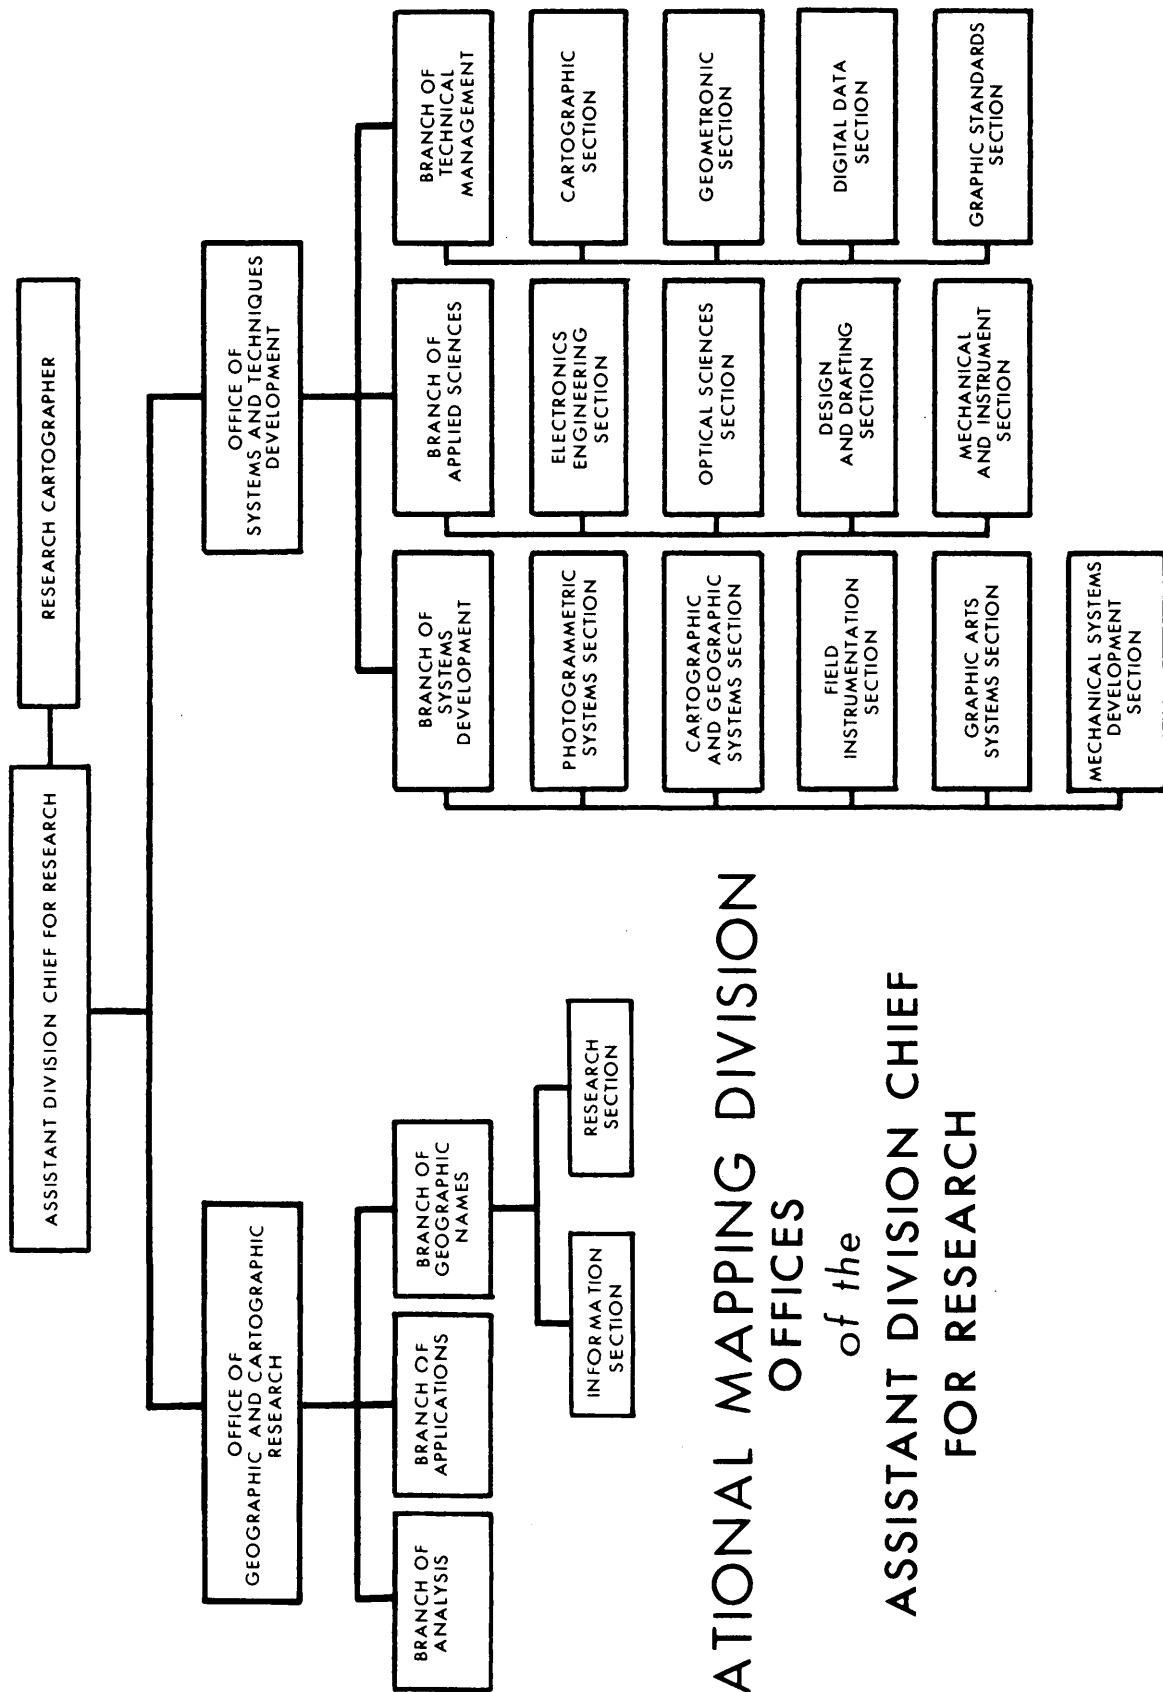 ASSISTANT DIVISION CHIEF FOR RESEARCH
RESEARCH CARTOGRAPHER
OFFICE OF
GEOGRAPHIC AND CARTOGRAPHIC
RESEARCH
OFFICE OF
SYSTEMS AND TECHNIQUES
DEVELOPMENT
BRANCH OF
ANALYSIS
BRANCH OF
APPLICATIONS
BRANCH OF
GEOGRAPHIC
NAMES
INFORMATION
SECTION
RESEARCH
SECTION
BRANCH OF
SYSTEMS
DEVELOPMENT
PHOTOGRAMMETRIC
SYSTEMS SECTION
CARTOGRAPHIC
AND GEOGRAPHIC
SYSTEMS SECTION
FIELD
INSTRUMENTATION
SECTION
GRAPHIC ARTS
SYSTEMS SECTION
MECHANICAL SYSTEMS
DEVELOPMENT
SECTION
BRANCH OF
APPLIED SCIENCES
ELECTRONICS
ENGINEERING
SECTION
OPTICAL SCIENCES
SECTION
DESIGN
AND DRAFTING
SECTION
MECHANICAL
AND INSTRUMENT
SECTION
BRANCH OF
TECHNICAL
MANAGEMENT
CARTOGRAPHIC
SECTION
GEOMETRONIC
SECTION
DIGITAL DATA
SECTION
GRAPHIC STANDARDS
SECTION
ATIONAL MAPPING DIVISION
OFFICES
of the
ASSISTANT DIVISION CHIEF
FOR RESEARCH